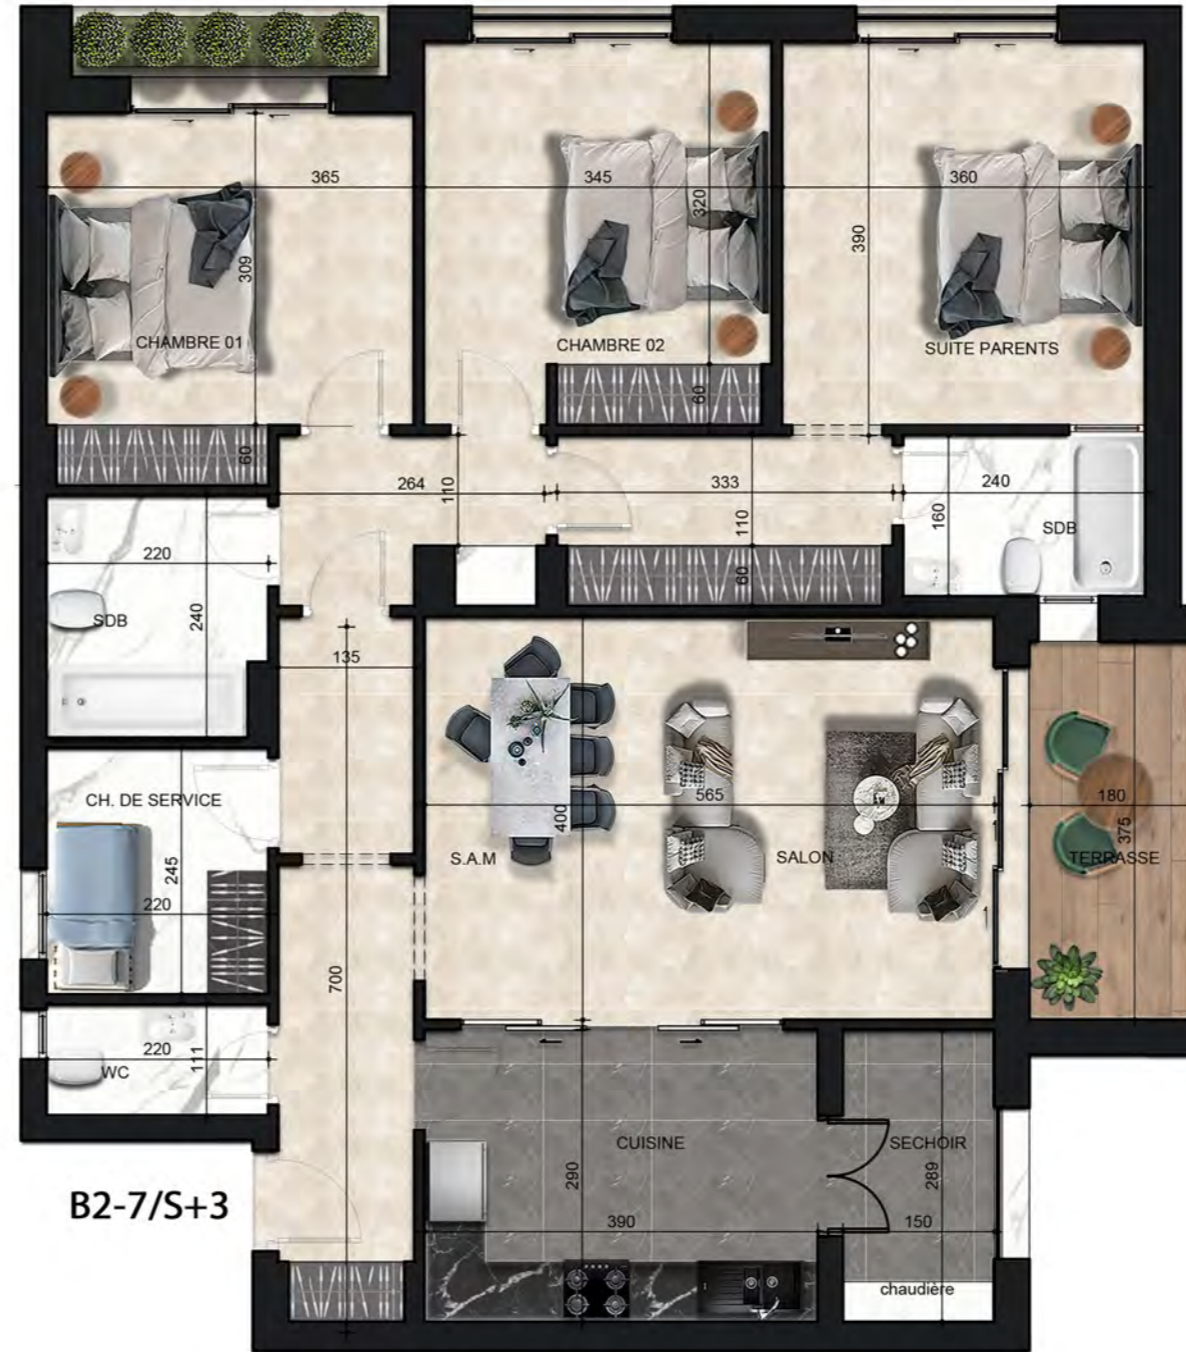 365
345
360
320
390
309
CHAMBRE 01
CHAMBRE 02
SUITE PARENTS
60
60
264
110
333
110
240
160
SDB
60
220
240
SDB
135
CH. DE SERVICE
245
220
400
565
S.A.M
SALON
180
375
TERRASSE
700
220
111
WC
CUISINE
SECHOIR
290
289
390
150
B2-7/S+3
chaudière